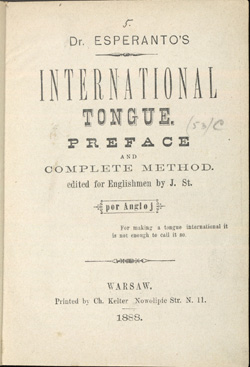 5.
Dr. ESPERANTO'S
INTERNATIONAL
TONGUE.
PREFACE
AND
COMPLETE METHOD.
edited for Englishmen by J. St.
por Angloj
For making a tongue international it
is not enough to call it so.
WARSAW.
Printed by Ch. Kelter Nowolipie Str. N. 11.
1888.